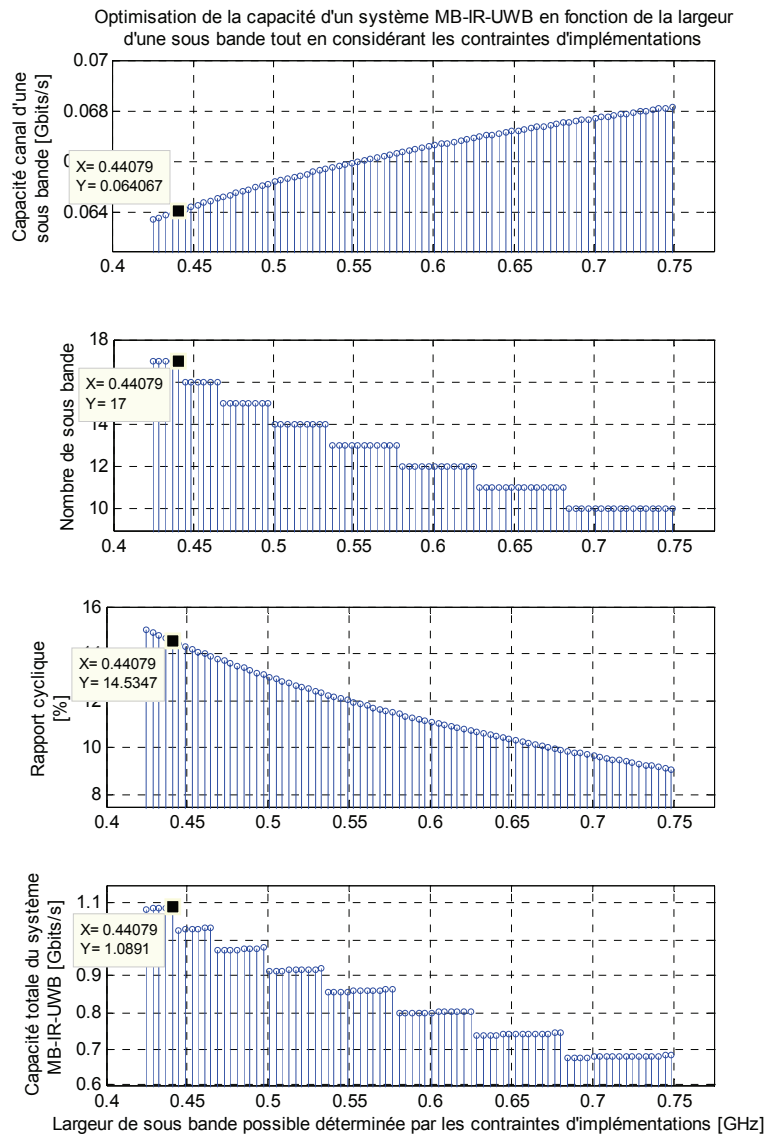 Optimisation de la capacité d'un système MB-IR-UWB en fonction de la largeur
d'une sous bande tout en considérant les contraintes d'implémentations
0.07
0.068
0.064
Capacité canal d'une
sous bande [Gbits/s]
X= 0.44079
Y= 0.064067
0.4 0.45 0.5 0.55 0.6 0.65 0.7 0.75
18
14
12
10
Nombre de sous bande
X= 0.44079
Y= 17
0.4 0.45 0.5 0.55 0.6 0.65 0.7 0.75
16
12
10
8
Rapport cyclique
[%]
X= 0.44079
Y= 14.5347
0.4 0.45 0.5 0.55 0.6 0.65 0.7 0.75
1.1
0.9
0.8
0.7
0.6
Capacité totale du système
MB-IR-UWB [Gbits/s]
X= 0.44079
Y= 1.0891
0.4 0.45 0.5 0.55 0.6 0.65 0.7 0.75
Largeur de sous bande possible déterminée par les contraintes d'implémentations [GHz]